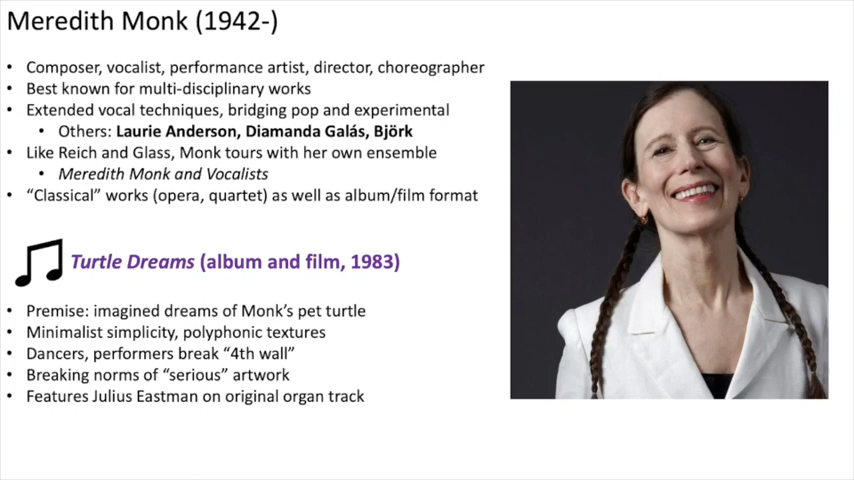 Meredith Monk (1942-)
• Composer, vocalist, performance artist, director, choreographer
• Best known for multi-disciplinary works
• Extended vocal techniques, bridging pop and experimental
• Others: Laurie Anderson, Diamanda Galás, Björk
• Like Reich and Glass, Monk tours with her own ensemble
• Meredith Monk and Vocalists
• “Classical” works (opera, quartet) as well as album/film format
Turtle Dreams (album and film, 1983)
• Premise: imagined dreams of Monk’s pet turtle
• Minimalist simplicity, polyphonic textures
• Dancers, performers break “4th wall”
• Breaking norms of “serious” artwork
• Features Julius Eastman on original organ track